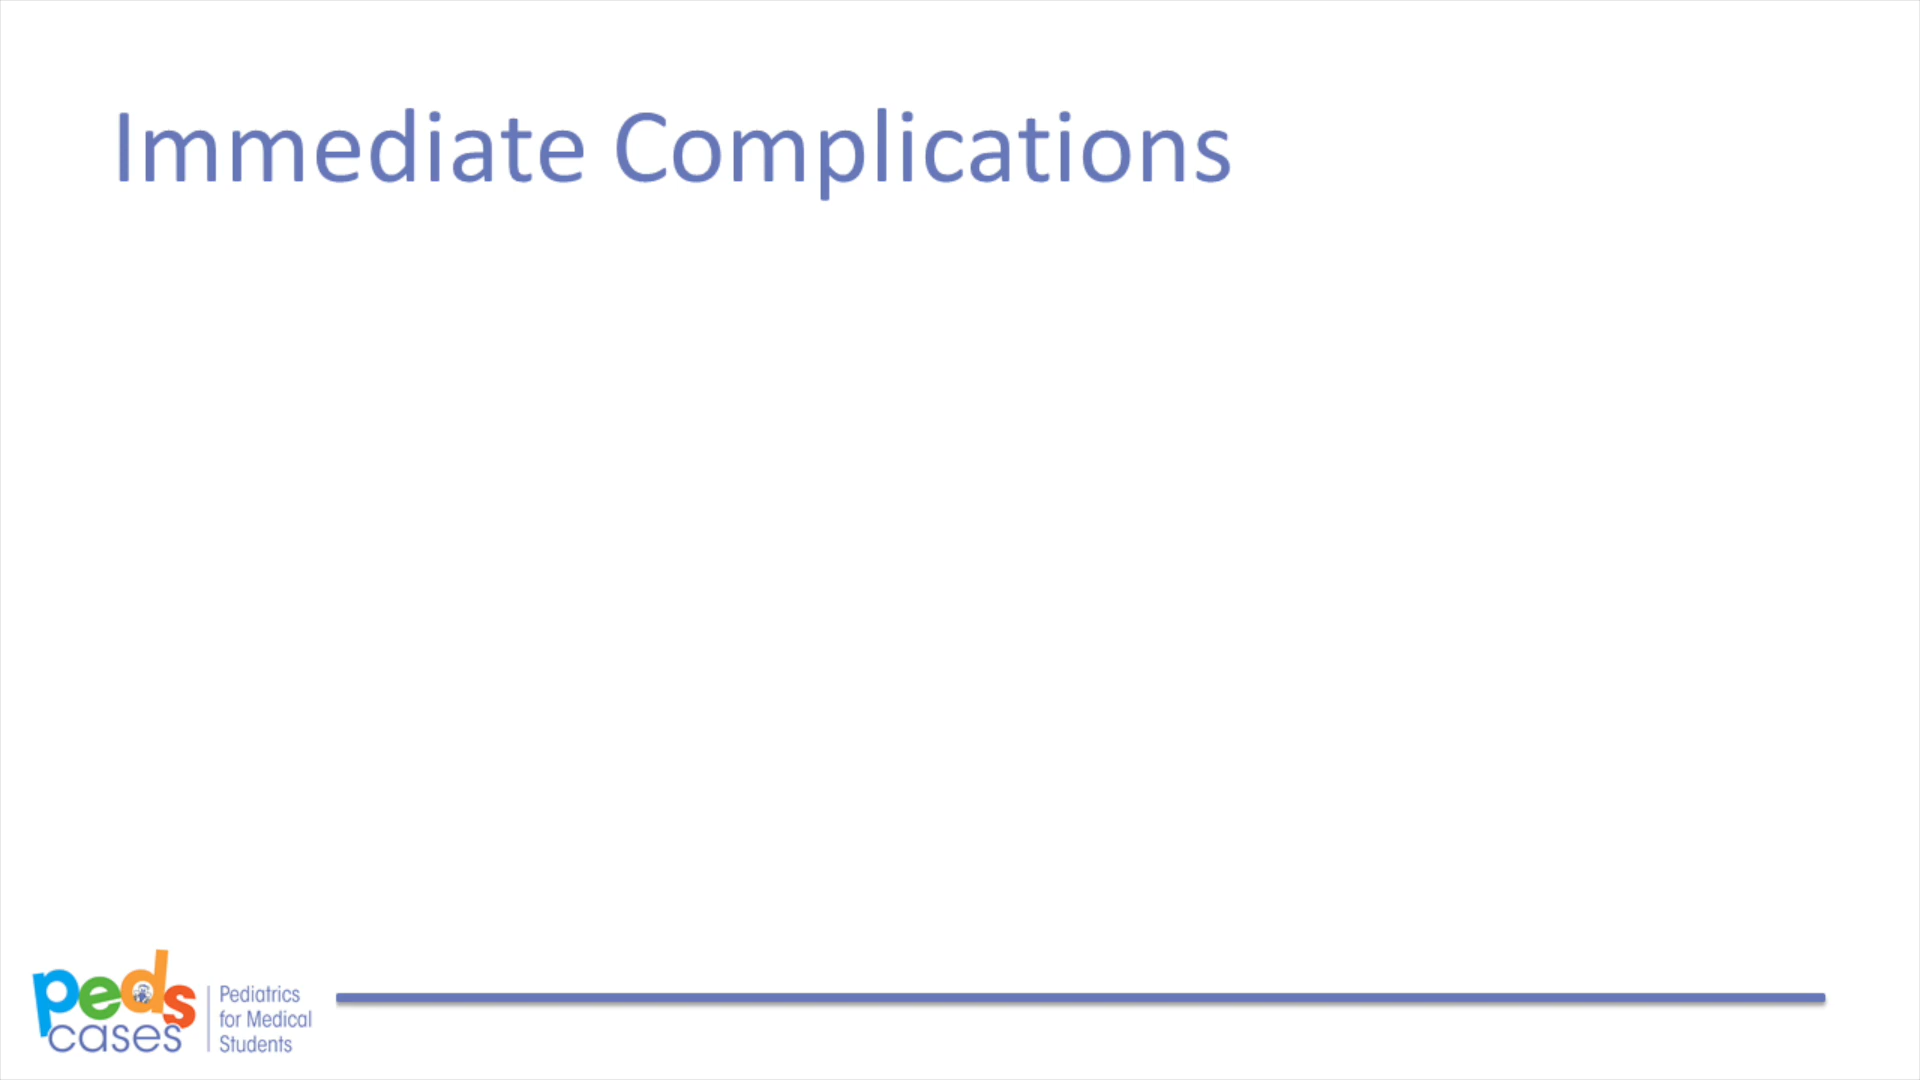 Immediate Complications
peds
cases
Pediatrics
for Medical
Students